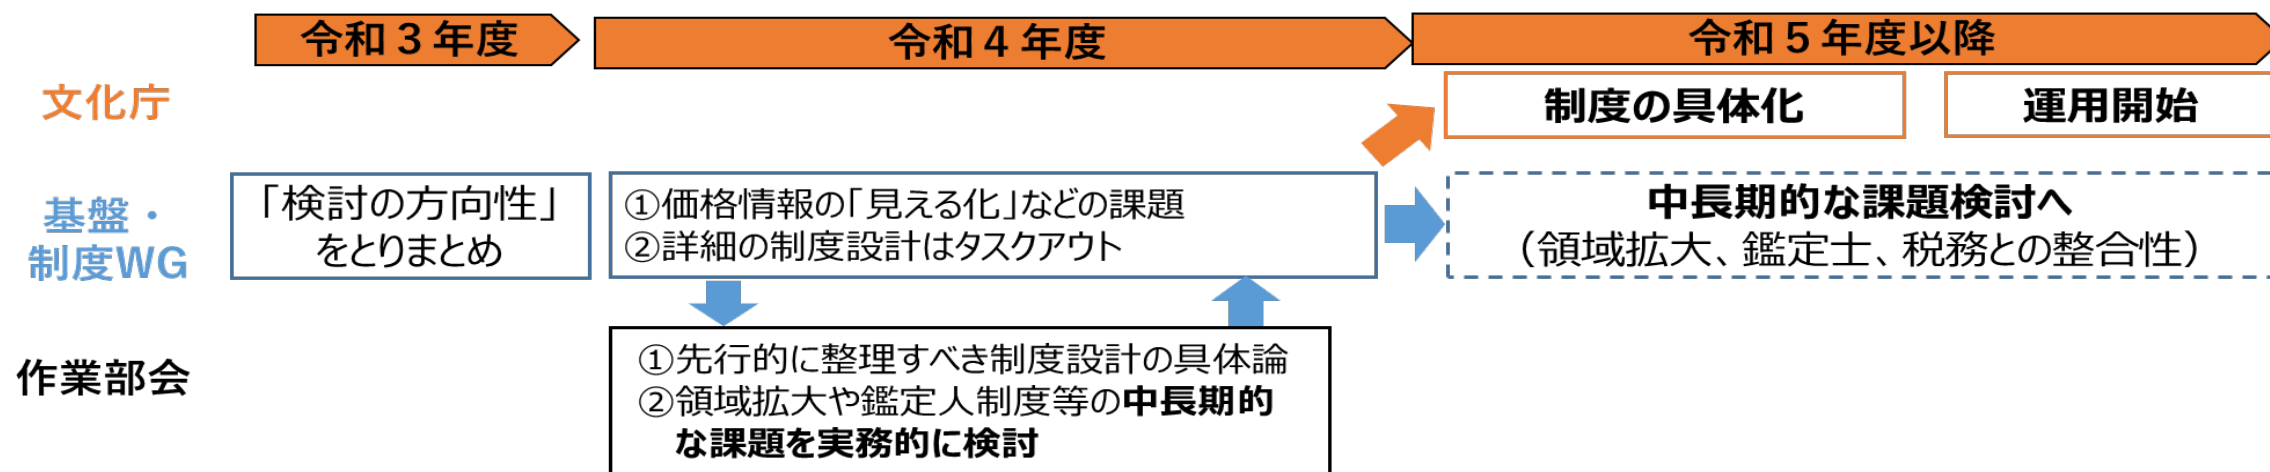 令和３年度
令和４年度
令和５年度以降
文化庁
制度の具体化
運用開始
基盤・
制度WG
「検討の方向性」
をとりまとめ
①価格情報の「見える化」などの課題
②詳細の制度設計はタスクアウト
中長期的な課題検討へ
（領域拡大、鑑定士、税務との整合性）
作業部会
①先行的に整理すべき制度設計の具体論
②領域拡大や鑑定人制度等の中長期的
な課題を実務的に検討